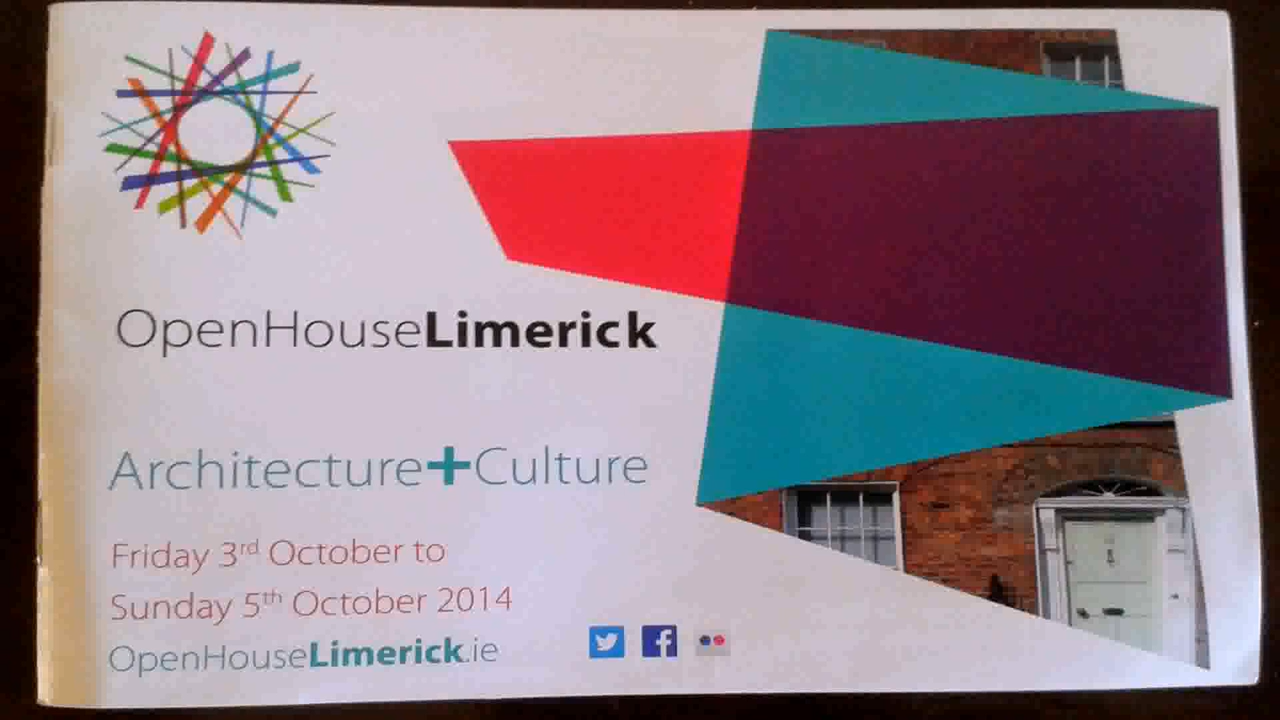 OpenHouseLimerick
Architecture+Culture
Friday 3rd October to
Sunday 5th October 2014
OpenHouseLimerick.ie